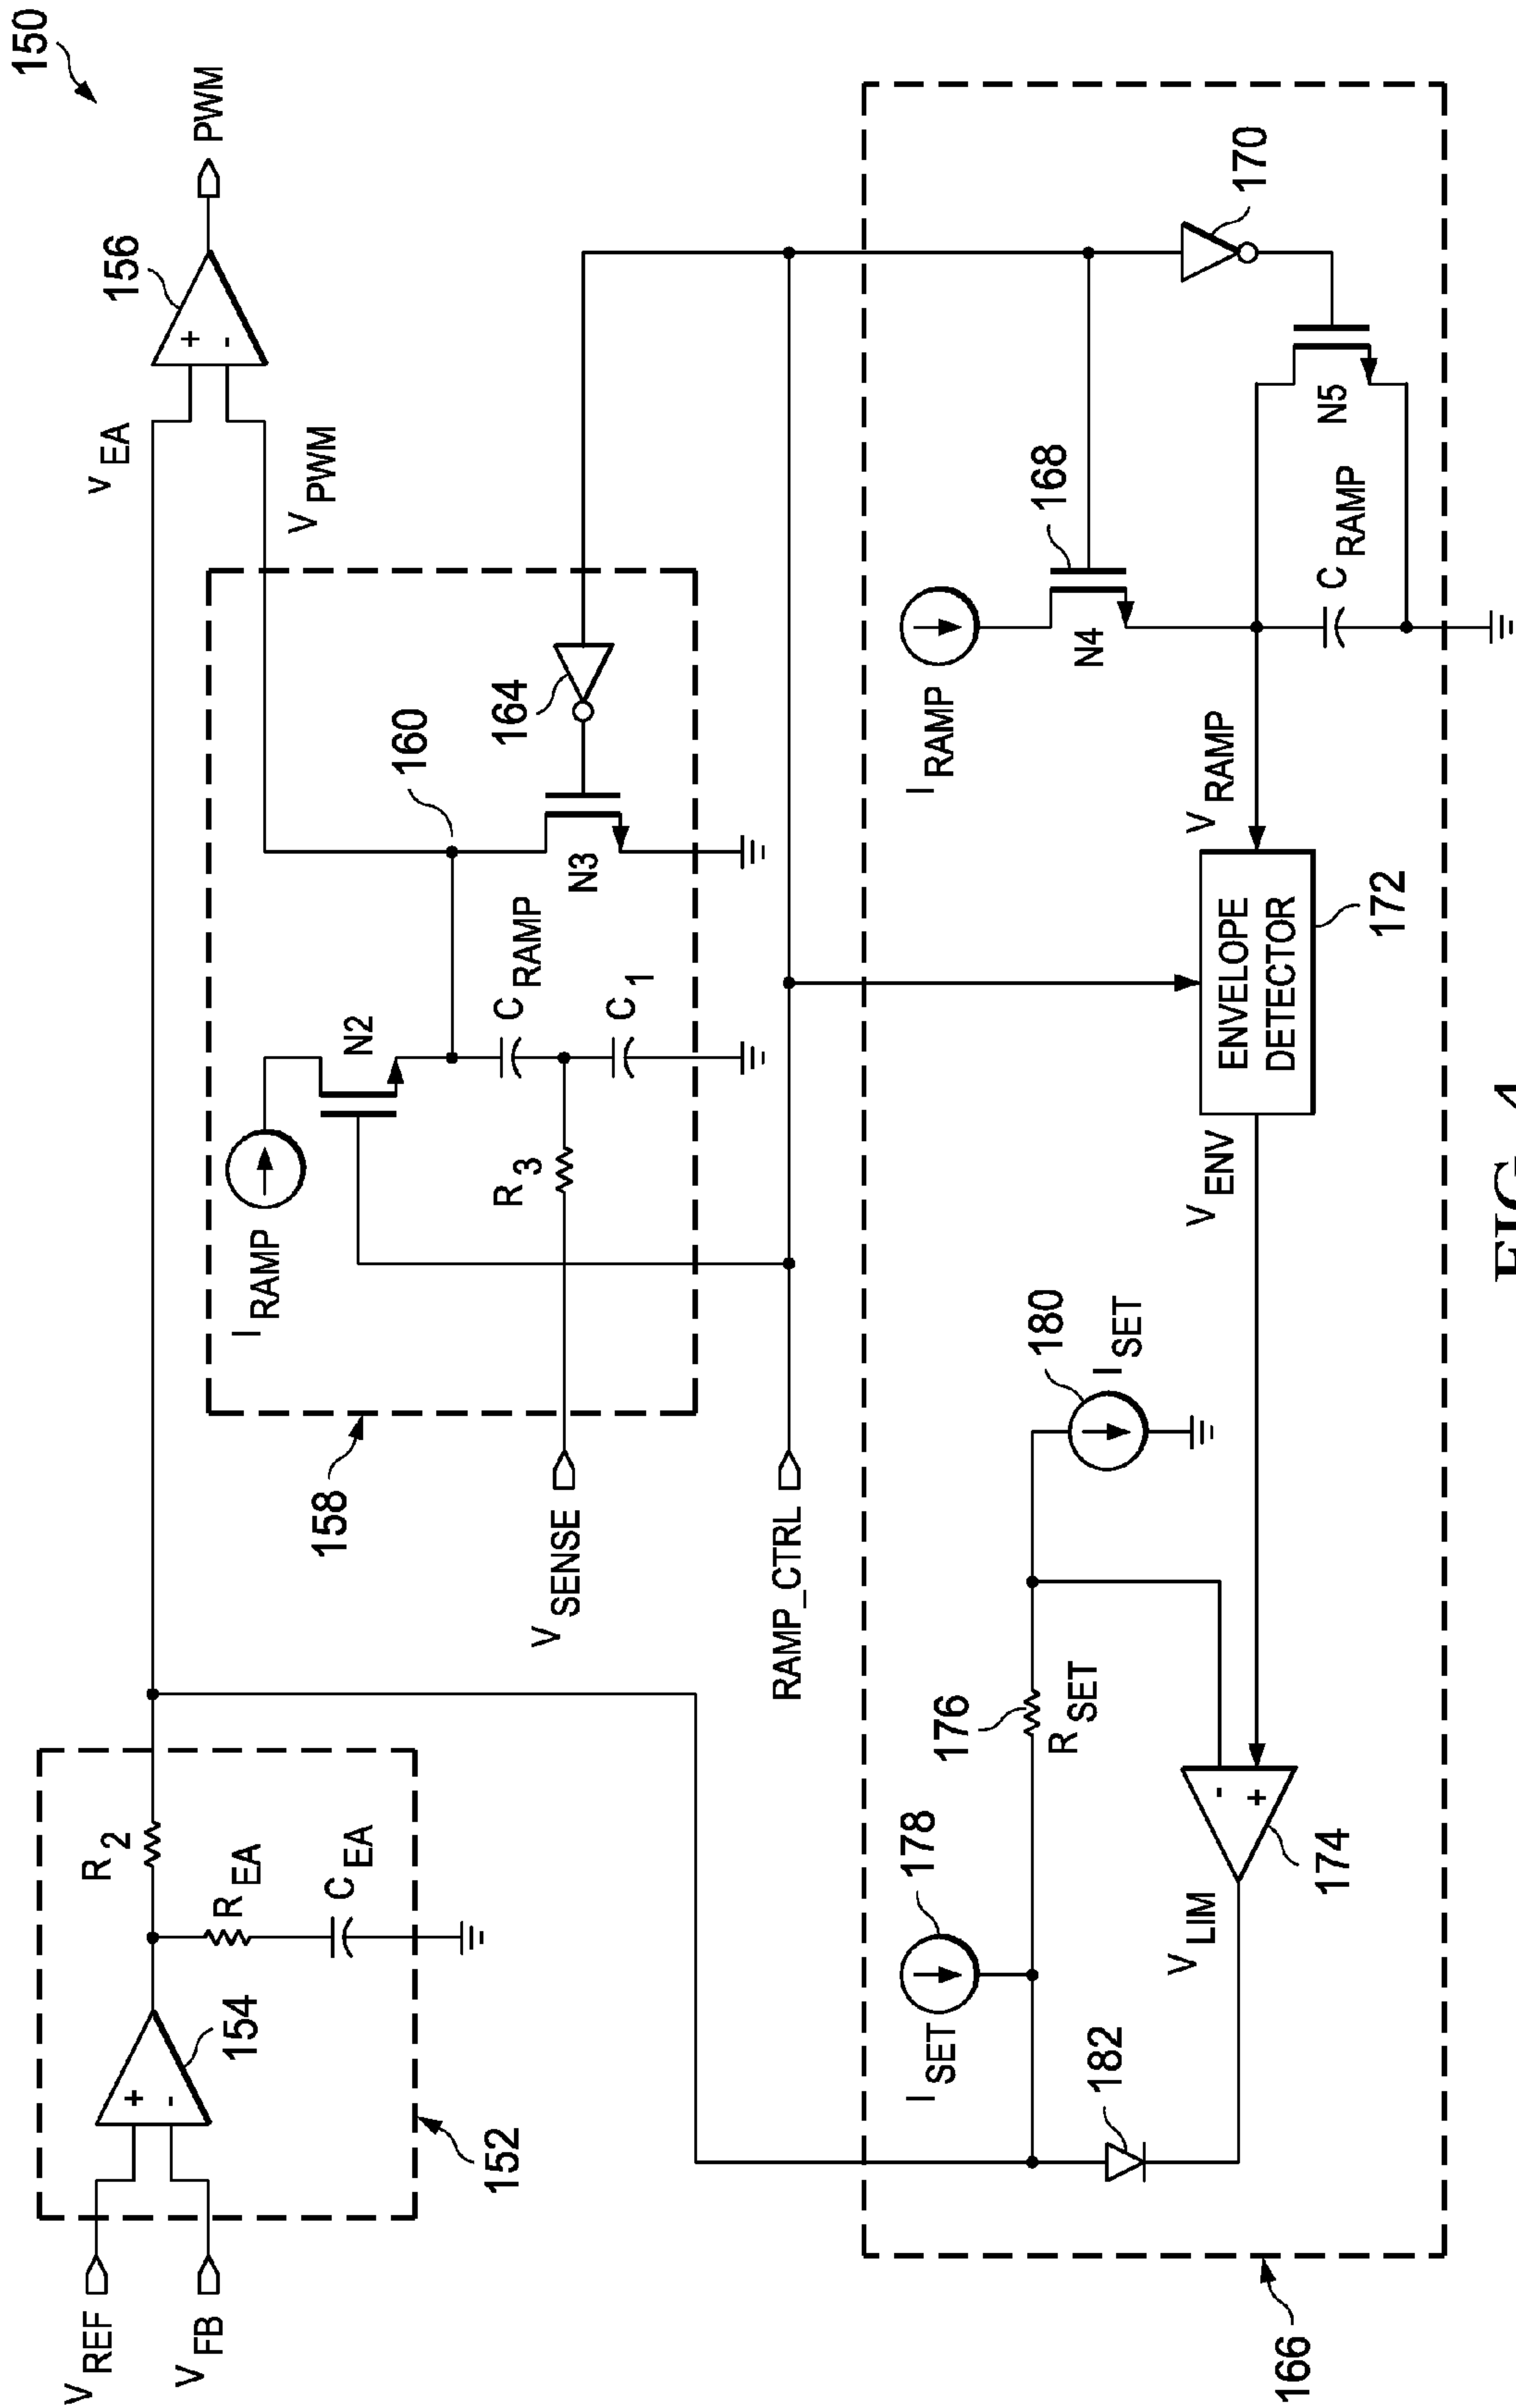 150
V REF
V FB
154
152
R 2
R EA
C EA
V EA
156
PWM
V PWM
158
I RAMP
N2
160
C RAMP
C 1
R 3
N3
164
V SENSE
RAMP_CTRL
166
I SET
178
176
R SET
180
I SET
182
V LIM
174
+
-
+
-
-
+
V ENV
ENVELOPE
DETECTOR
172
V RAMP
I RAMP
168
N4
C RAMP
N5
170